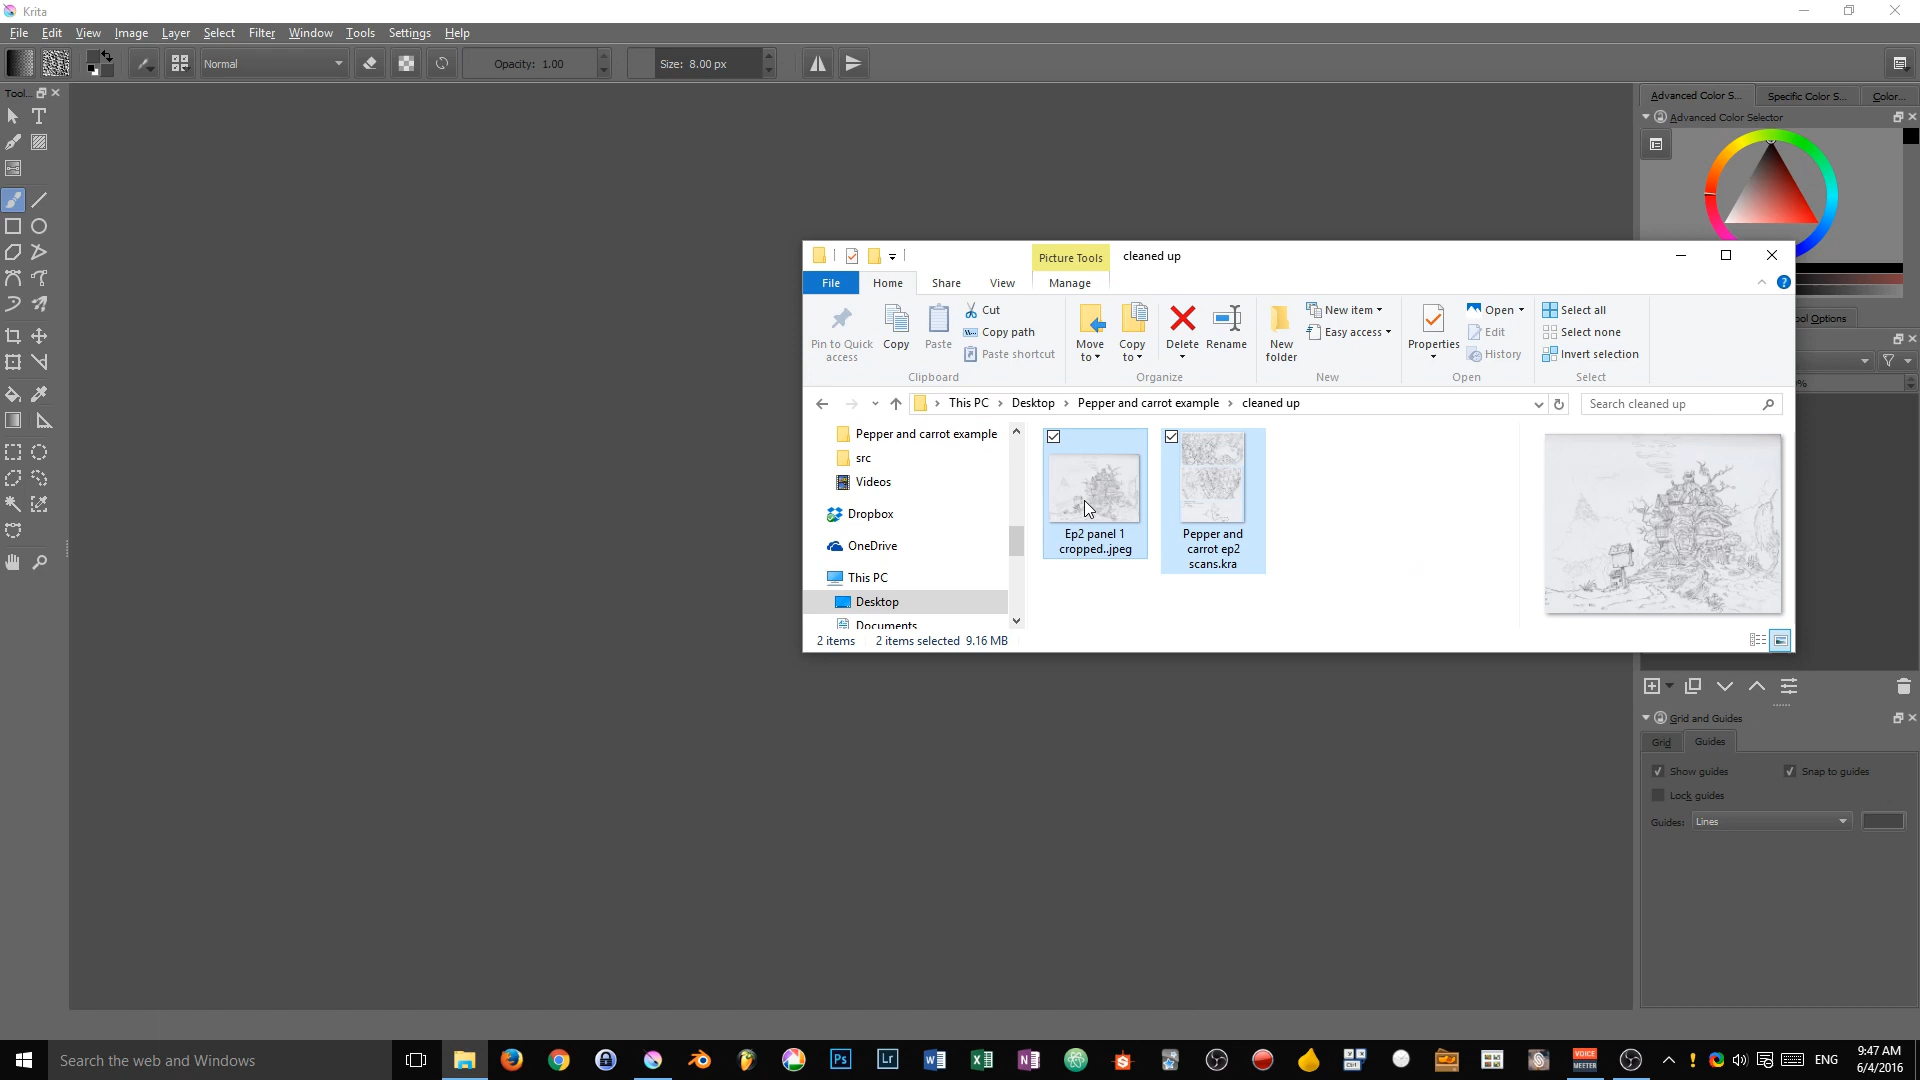 Krita
File Edit View Image Layer Select Filter Window Tools Settings Help
Normal Opacity: 1.00 Size: 8.00 px
Tool...
Advanced Color S... Specific Color S... Color...
Advanced Color Selector
Picture Tools cleaned up
File Home Share View Manage
Pin to Quick access
Copy
Paste
Cut
Copy path
Paste shortcut
Clipboard
Move to
Copy to
Delete
Rename
Organize
New folder
New item
Easy access
New
Properties
Open
Edit
History
Open
Select all
Select none
Invert selection
Select
This PC Desktop Pepper and carrot example cleaned up
Search cleaned up
Pepper and carrot example
src
Videos
Dropbox
OneDrive
This PC
Desktop
Documents
Ep2 panel 1
cropped..jpeg
Pepper and
carrot ep2
scans.kra
2 items 2 items selected 9.16 MB
ool Options
%
Grid and Guides
Grid Guides
Show guides Snap to guides
Lock guides
Guides: Lines
Search the web and Windows
Ps Lr
VOICE
MEETER
ENG
9:47 AM
6/4/2016